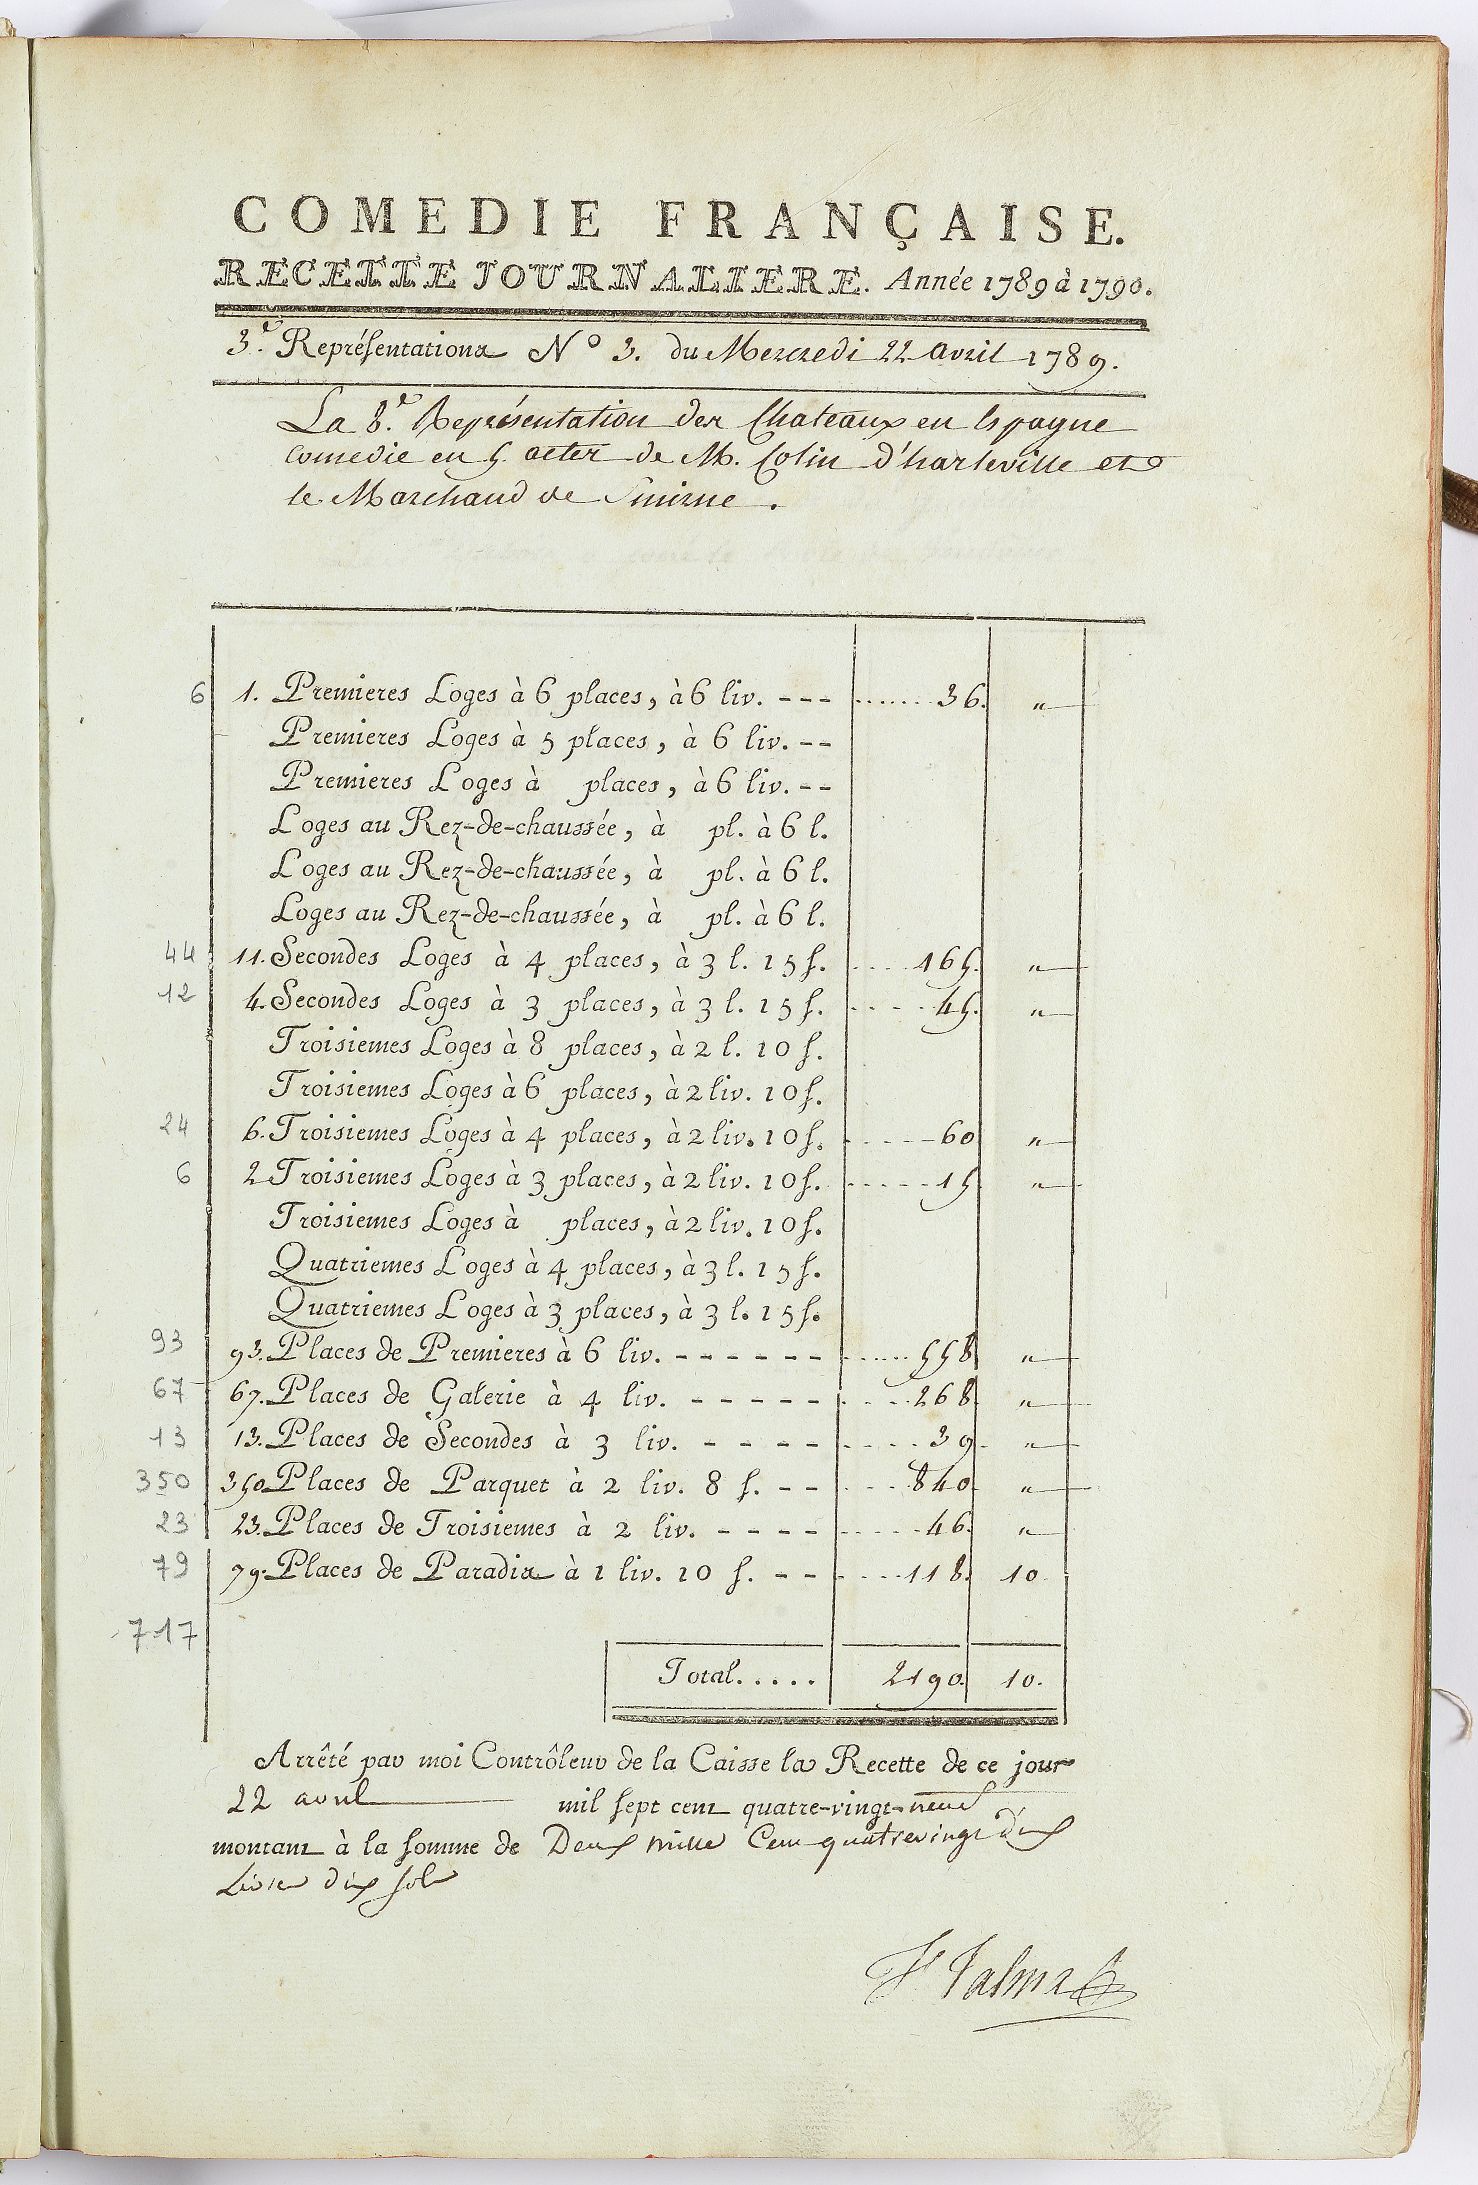 COMEDIE FRANÇAISE.
RECETTE JOURNALIERE. Année 1789 à 1790.
3.e Représentation N° 3. du Mercredi 22 avril 1789.
La 8.e Représentation des Chateaux en Espagne
comedie en 5 actes de M. Colin d'harleville et
le Marchand de Smirne.
6 1. Premieres Loges à 6 places, à 6 liv. --- ....... 36. "
Premieres Loges à 5 places, à 6 liv. --
Premieres Loges à places, à 6 liv. --
Loges au Rez-de-chaussée, à pl. à 6 l.
Loges au Rez-de-chaussée, à pl. à 6 l.
Loges au Rez-de-chaussée, à pl. à 6 l.
44 11. Secondes Loges à 4 places, à 3 l. 15 ſ. .... 165. "
12 4. Secondes Loges à 3 places, à 3 l. 15 ſ. ..... 45. "
Troisiemes Loges à 8 places, à 2 l. 10 ſ.
Troisiemes Loges à 6 places, à 2 liv. 10 ſ.
24 6. Troisiemes Loges à 4 places, à 2 liv. 10 ſ. ..... 60 "
6 2 Troisiemes Loges à 3 places, à 2 liv. 10 ſ. ..... 15 "
Troisiemes Loges à places, à 2 liv. 10 ſ.
Quatriemes Loges à 4 places, à 3 l. 15 ſ.
Quatriemes Loges à 3 places, à 3 l. 15 ſ.
93 93. Places de Premieres à 6 liv. ------ ..... 558 "
67 67. Places de Galerie à 4 liv. ----- .... 268 "
13 13. Places de Secondes à 3 liv. ---- ..... 39. "
350 350 Places de Parquet à 2 liv. 8 ſ. -- .... 840 "
23 23. Places de Troisiemes à 2 liv. ---- ..... 46. "
79 79. Places de Paradis à 1 liv. 10 ſ. -- .... 118. 10
717
Total..... 2190. 10.
Arrêté par moi Contrôleur de la Caisse la Recette de ce jour
22 avril mil ſept cent quatre-vingt-neuf
montant à la ſomme de Deux mille Cent quatrevingt dix
Livres dix sols
Talma